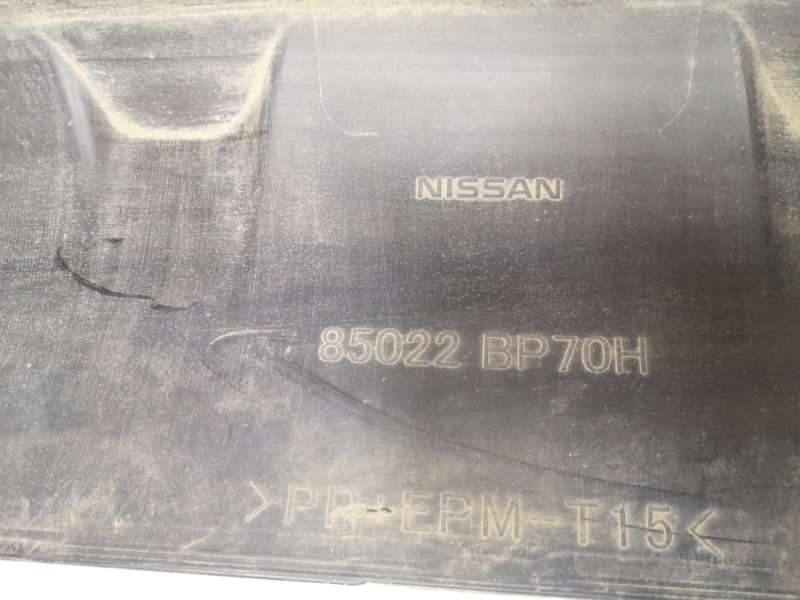 NISSAN
85022 BP70H
>PP+EPM-T15<